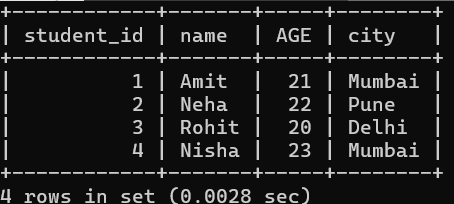 +------------+-------+-----+--------+
| student_id | name  | AGE | city   |
+------------+-------+-----+--------+
|          1 | Amit  |  21 | Mumbai |
|          2 | Neha  |  22 | Pune   |
|          3 | Rohit |  20 | Delhi  |
|          4 | Nisha |  23 | Mumbai |
+------------+-------+-----+--------+
4 rows in set (0.0028 sec)